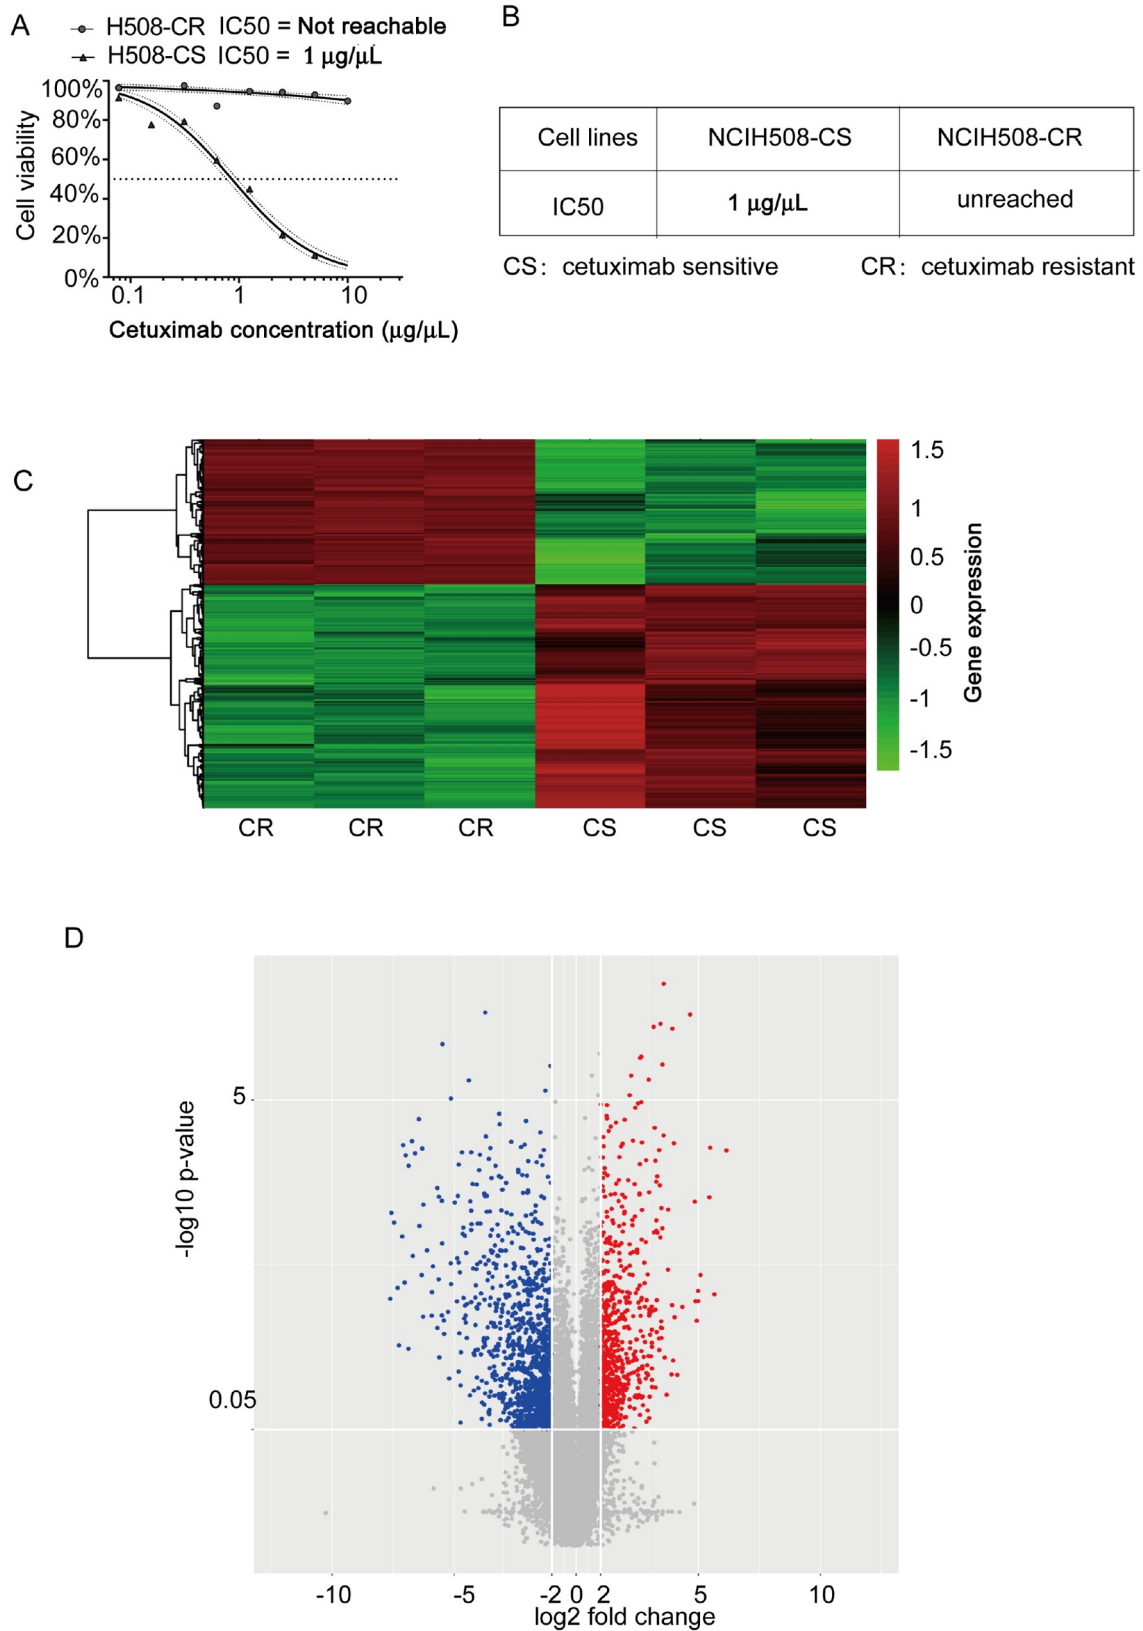 A
H508-CR IC50 = Not reachable
H508-CS IC50 = 1 μg/μL
100%
80%
60%
40%
20%
0%
Cell viability
0.1 1 10
Cetuximab concentration (μg/μL)
B
Cell lines NCIH508-CS NCIH508-CR
IC50 1 μg/μL unreached
CS: cetuximab sensitive CR: cetuximab resistant
C
1.5
1
0.5
0
-0.5
-1
-1.5
Gene expression
CR CR CR CS CS CS
D
5
0.05
-log10 p-value
-10 -5 -2 0 2 5 10
log2 fold change